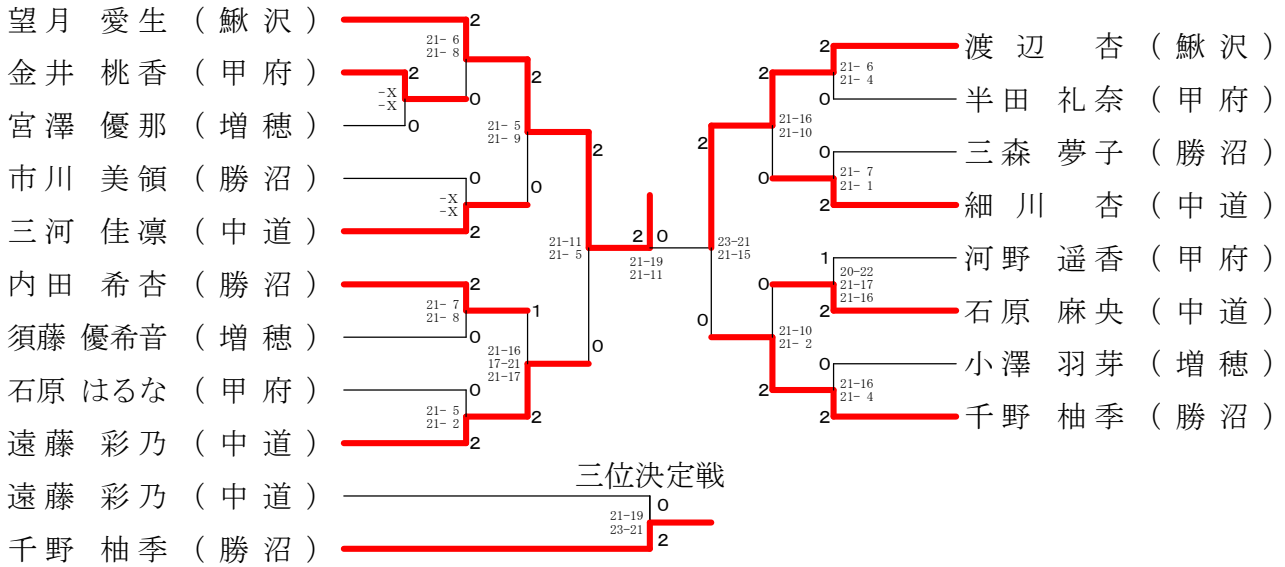 望月 愛生 (鰍沢)
金井 桃香 (甲府)
宮澤 優那 (増穂)
市川 美領 (勝沼)
三河 佳凛 (中道)
内田 希杏 (勝沼)
須藤 優希音 (増穂)
石原 はるな (甲府)
遠藤 彩乃 (中道)
2
21- 6
21- 8
0
2
-X
-X
0
2
21- 5
21- 9
0
0
-X
-X
2
2
21-11
21- 5
0
2
21- 7
21- 8
0
1
21-16
17-21
21-17
2
0
21- 5
21- 2
2
2 0
21-19
21-11
渡辺 杏 (鰍沢)
半田 礼奈 (甲府)
三森 夢子 (勝沼)
細川 杏 (中道)
河野 遥香 (甲府)
石原 麻央 (中道)
小澤 羽芽 (増穂)
千野 柚季 (勝沼)
2
21- 6
21- 4
0
2
21-16
21-10
0
0
21- 7
21- 1
2
2
23-21
21-15
0
1
20-22
21-17
21-16
2
0
21-10
21- 2
2
0
21-16
21- 4
2
三位決定戦
遠藤 彩乃 (中道)
千野 柚季 (勝沼)
0
21-19
23-21
2